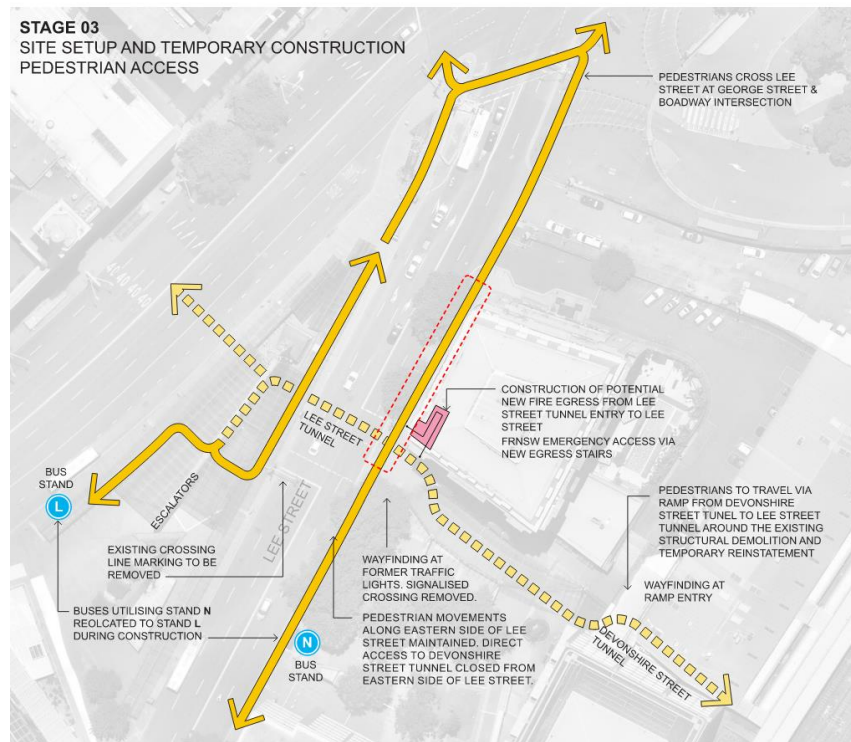 STAGE 03
SITE SETUP AND TEMPORARY CONSTRUCTION
PEDESTRIAN ACCESS
PEDESTRIANS CROSS LEE
STREET AT GEORGE STREET &
BOADWAY INTERSECTION
CONSTRUCTION OF POTENTIAL
NEW FIRE EGRESS FROM LEE
STREET TUNNEL ENTRY TO LEE
STREET
FRNSW EMERGENCY ACCESS VIA
NEW EGRESS STAIRS
LEE STREET
TUNNEL
BUS
STAND
L
ESCALATORS
LEE STREET
PEDESTRIANS TO TRAVEL VIA
RAMP FROM DEVONSHIRE
STREET TUNEL TO LEE STREET
TUNNEL AROUND THE EXISTING
STRUCTURAL DEMOLITION AND
TEMPORARY REINSTATEMENT
EXISTING CROSSING
LINE MARKING TO BE
REMOVED
WAYFINDING AT
FORMER TRAFFIC
LIGHTS. SIGNALISED
CROSSING REMOVED.
WAYFINDING AT
RAMP ENTRY
BUSES UTILISING STAND N
REOLCATED TO STAND L
DURING CONSTRUCTION
PEDESTRIAN MOVEMENTS
ALONG EASTERN SIDE OF LEE
STREET MAINTAINED. DIRECT
ACCESS TO DEVONSHIRE
STREET TUNNEL CLOSED FROM
EASTERN SIDE OF LEE STREET.
N
BUS
STAND
DEVONSHIRE STREET
TUNNEL